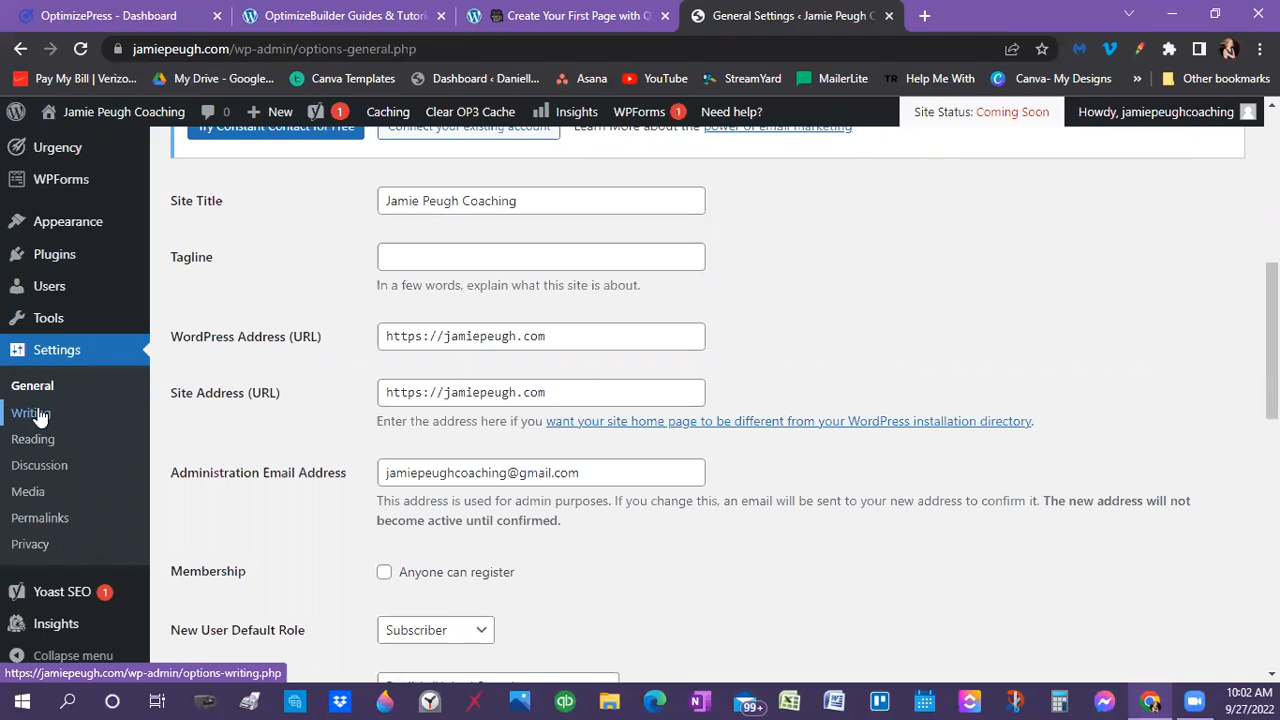 OptimizePress - Dashboard
OptimizeBuilder Guides & Tutori
Create Your First Page with O
General Settings ‹ Jamie Peugh C
jamiepeugh.com/wp-admin/options-general.php
Pay My Bill | Verizo...
My Drive - Google...
Canva Templates
Dashboard ‹ Daniell...
Asana
YouTube
StreamYard
MailerLite
TR Help Me With
Canva- My Designs
»
Other bookmarks
Jamie Peugh Coaching
0
New
1
Caching
Clear OP3 Cache
Insights
WPForms 1
Need help?
Site Status: Coming Soon
Howdy, jamiepeughcoaching
Urgency
WPForms
Appearance
Plugins
Users
Tools
Settings
General
Writing
Reading
Discussion
Media
Permalinks
Privacy
Yoast SEO 1
Insights
Collapse menu
Try Constant Contact for Free
Connect your existing account
Learn More about the power of email marketing
Site Title
Jamie Peugh Coaching
Tagline
In a few words, explain what this site is about.
WordPress Address (URL)
https://jamiepeugh.com
Site Address (URL)
https://jamiepeugh.com
Enter the address here if you want your site home page to be different from your WordPress installation directory.
Administration Email Address
jamiepeughcoaching@gmail.com
This address is used for admin purposes. If you change this, an email will be sent to your new address to confirm it. The new address will not
become active until confirmed.
Membership
Anyone can register
New User Default Role
Subscriber
https://jamiepeugh.com/wp-admin/options-writing.php
99+
10:02 AM
9/27/2022